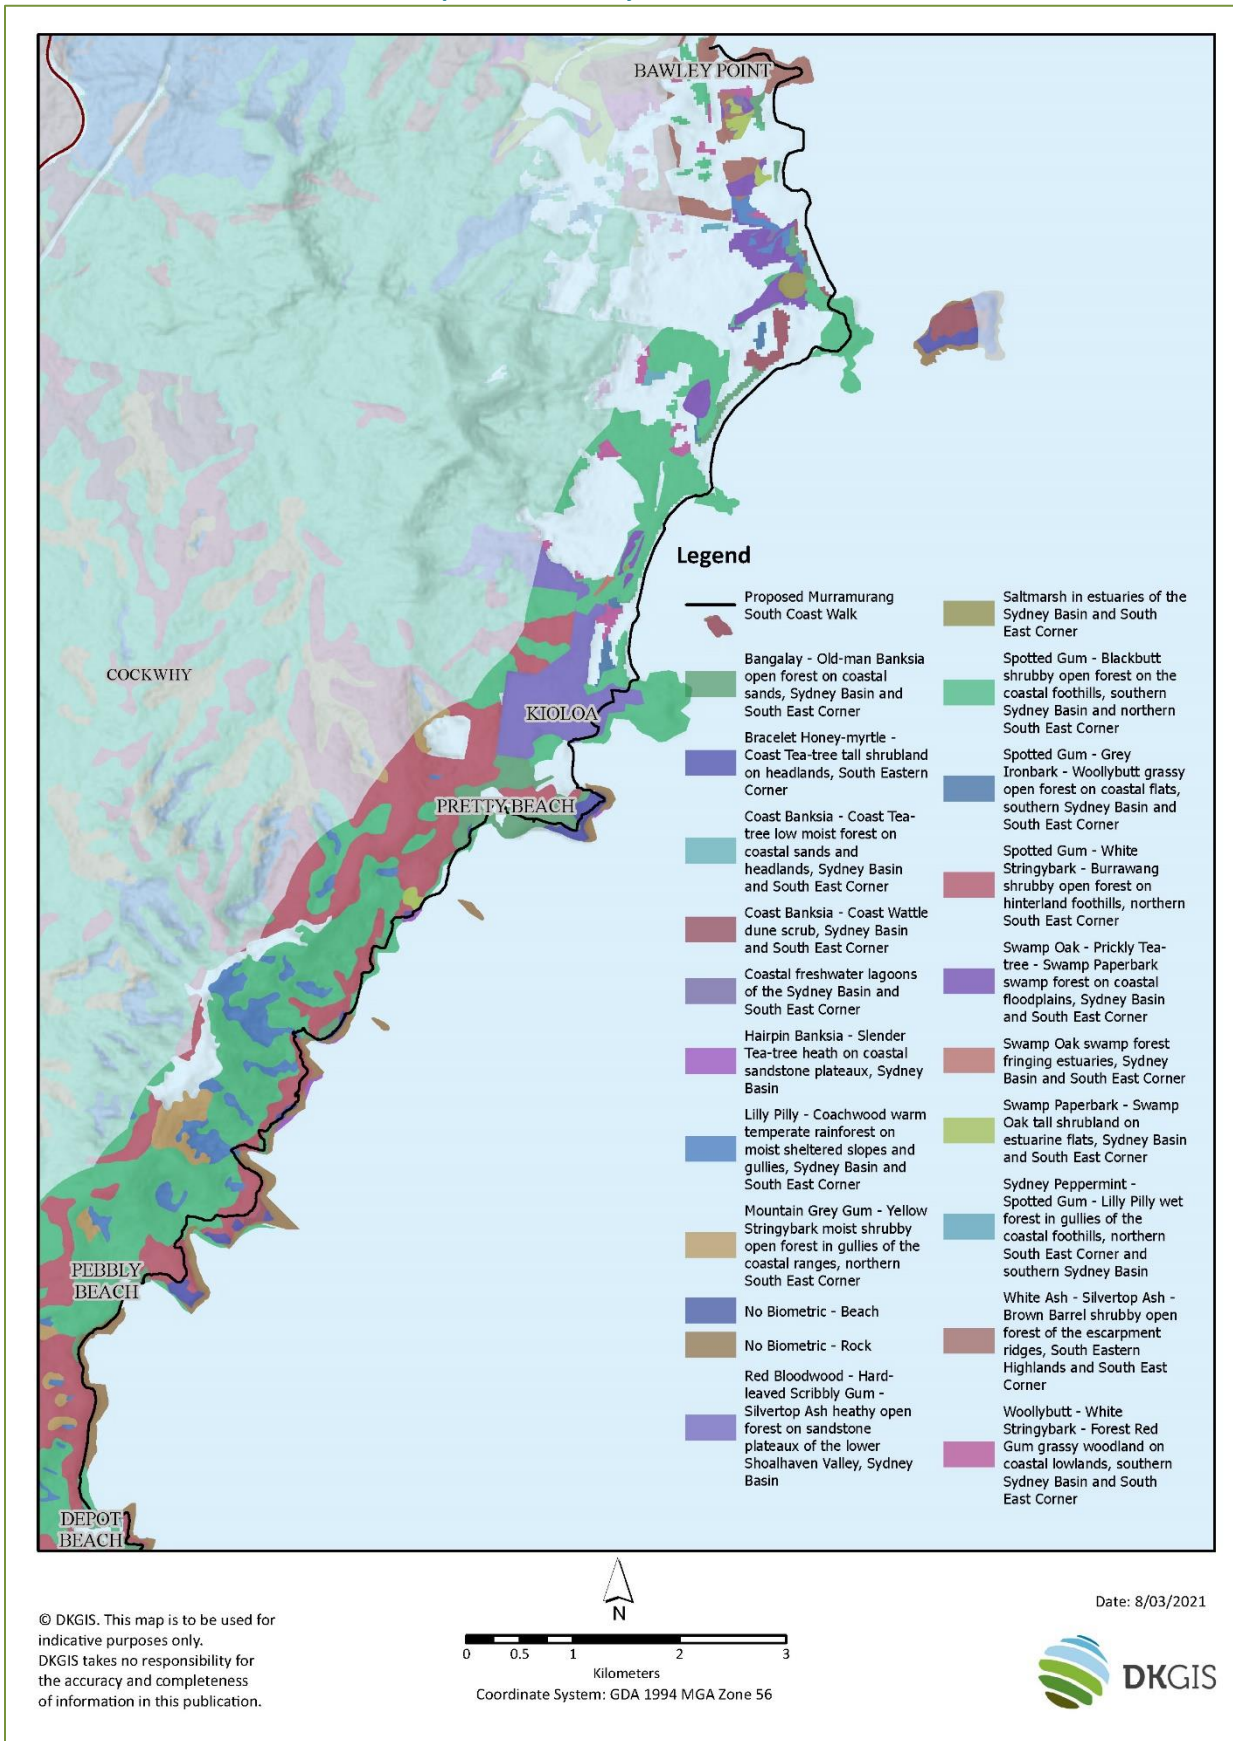 BAWLEY POINT
COCKWHY
KIOLOA
PRETTY BEACH
PEBBLY
BEACH
DEPOT
BEACH
Legend
Proposed Murramurang
South Coast Walk
Bangalay - Old-man Banksia
open forest on coastal
sands, Sydney Basin and
South East Corner
Bracelet Honey-myrtle -
Coast Tea-tree tall shrubland
on headlands, South Eastern
Corner
Coast Banksia - Coast Tea-
tree low moist forest on
coastal sands and
headlands, Sydney Basin
and South East Corner
Coast Banksia - Coast Wattle
dune scrub, Sydney Basin
and South East Corner
Coastal freshwater lagoons
of the Sydney Basin and
South East Corner
Hairpin Banksia - Slender
Tea-tree heath on coastal
sandstone plateaux, Sydney
Basin
Lilly Pilly - Coachwood warm
temperate rainforest on
moist sheltered slopes and
gullies, Sydney Basin and
South East Corner
Mountain Grey Gum - Yellow
Stringybark moist shrubby
open forest in gullies of the
coastal ranges, northern
South East Corner
No Biometric - Beach
No Biometric - Rock
Red Bloodwood - Hard-
leaved Scribbly Gum -
Silvertop Ash heathy open
forest on sandstone
plateaux of the lower
Shoalhaven Valley, Sydney
Basin
Saltmarsh in estuaries of the
Sydney Basin and South
East Corner
Spotted Gum - Blackbutt
shrubby open forest on the
coastal foothills, southern
Sydney Basin and northern
South East Corner
Spotted Gum - Grey
Ironbark - Woollybutt grassy
open forest on coastal flats,
southern Sydney Basin and
South East Corner
Spotted Gum - White
Stringybark - Burrawang
shrubby open forest on
hinterland foothills, northern
South East Corner
Swamp Oak - Prickly Tea-
tree - Swamp Paperbark
swamp forest on coastal
floodplains, Sydney Basin
and South East Corner
Swamp Oak swamp forest
fringing estuaries, Sydney
Basin and South East Corner
Swamp Paperbark - Swamp
Oak tall shrubland on
estuarine flats, Sydney Basin
and South East Corner
Sydney Peppermint -
Spotted Gum - Lilly Pilly wet
forest in gullies of the
coastal foothills, northern
South East Corner and
southern Sydney Basin
White Ash - Silvertop Ash -
Brown Barrel shrubby open
forest of the escarpment
ridges, South Eastern
Highlands and South East
Corner
Woollybutt - White
Stringybark - Forest Red
Gum grassy woodland on
coastal lowlands, southern
Sydney Basin and South
East Corner
© DKGIS. This map is to be used for
indicative purposes only.
DKGIS takes no responsibility for
the accuracy and completeness
of information in this publication.
N
0 0.5 1 2 3
Kilometers
Coordinate System: GDA 1994 MGA Zone 56
Date: 8/03/2021
DKGIS